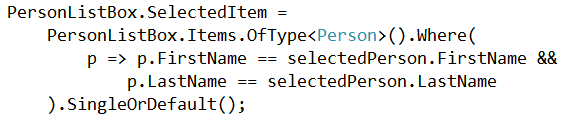 PersonListBox.SelectedItem =
    PersonListBox.Items.OfType<Person>().Where(
        p => p.FirstName == selectedPerson.FirstName &&
            p.LastName == selectedPerson.LastName
    ).SingleOrDefault();